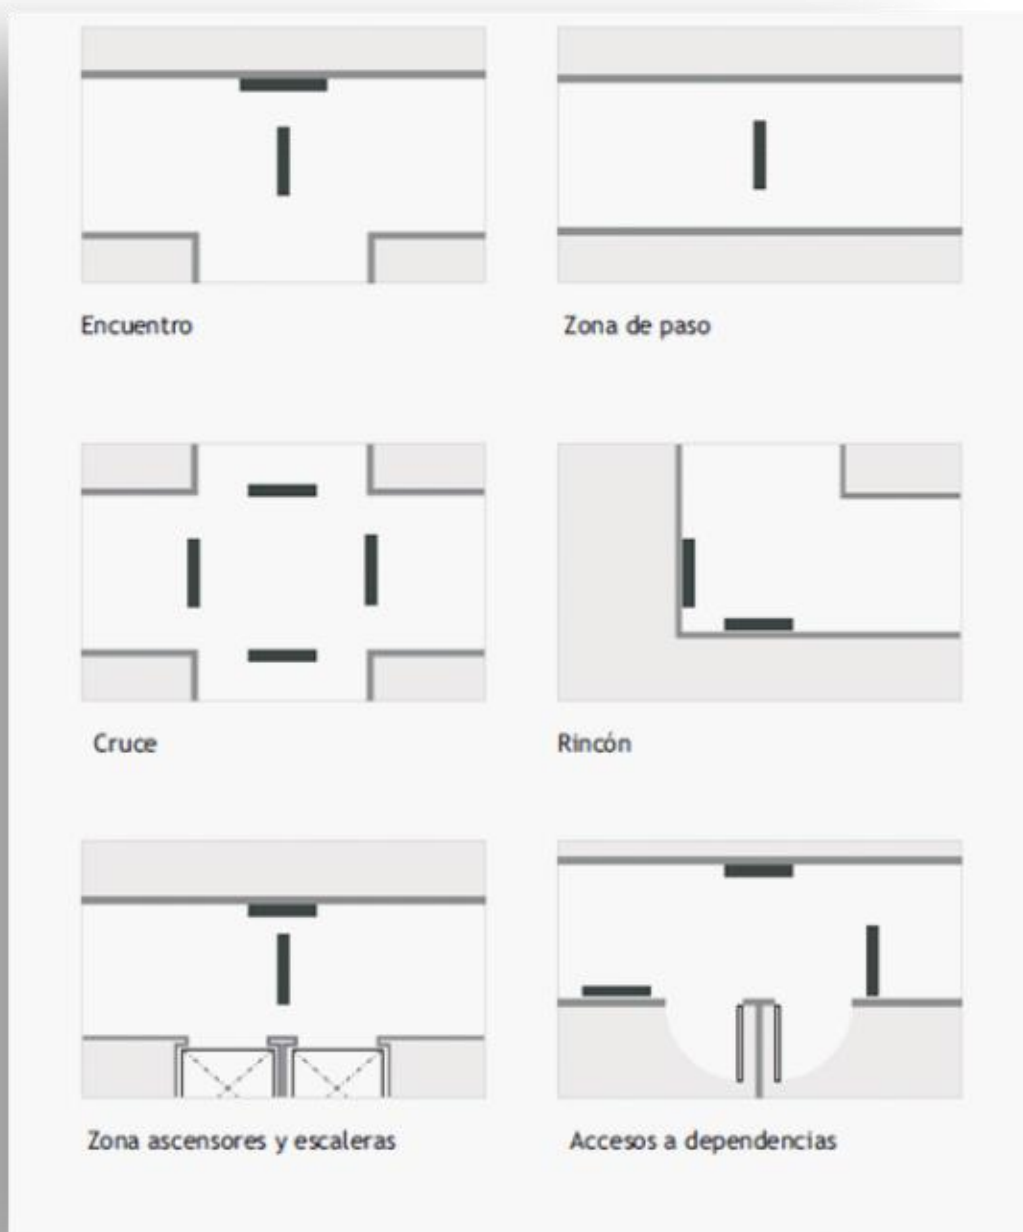 Encuentro
Zona de paso
Cruce
Rincón
Zona ascensores y escaleras
Accesos a dependencias